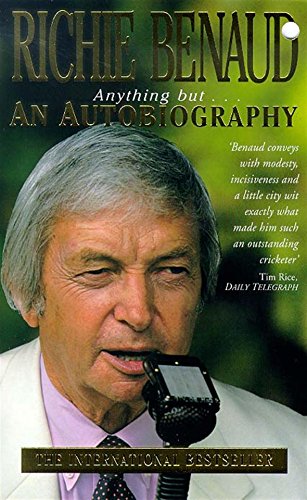 RICHIE BENAUD
Anything but . . .
AN AUTOBIOGRAPHY
'Benaud conveys
with modesty,
incisiveness and
a little city wit
exactly what
made him such
an outstanding
cricketer'
Tim Rice,
DAILY TELEGRAPH
THE INTERNATIONAL BESTSELLER